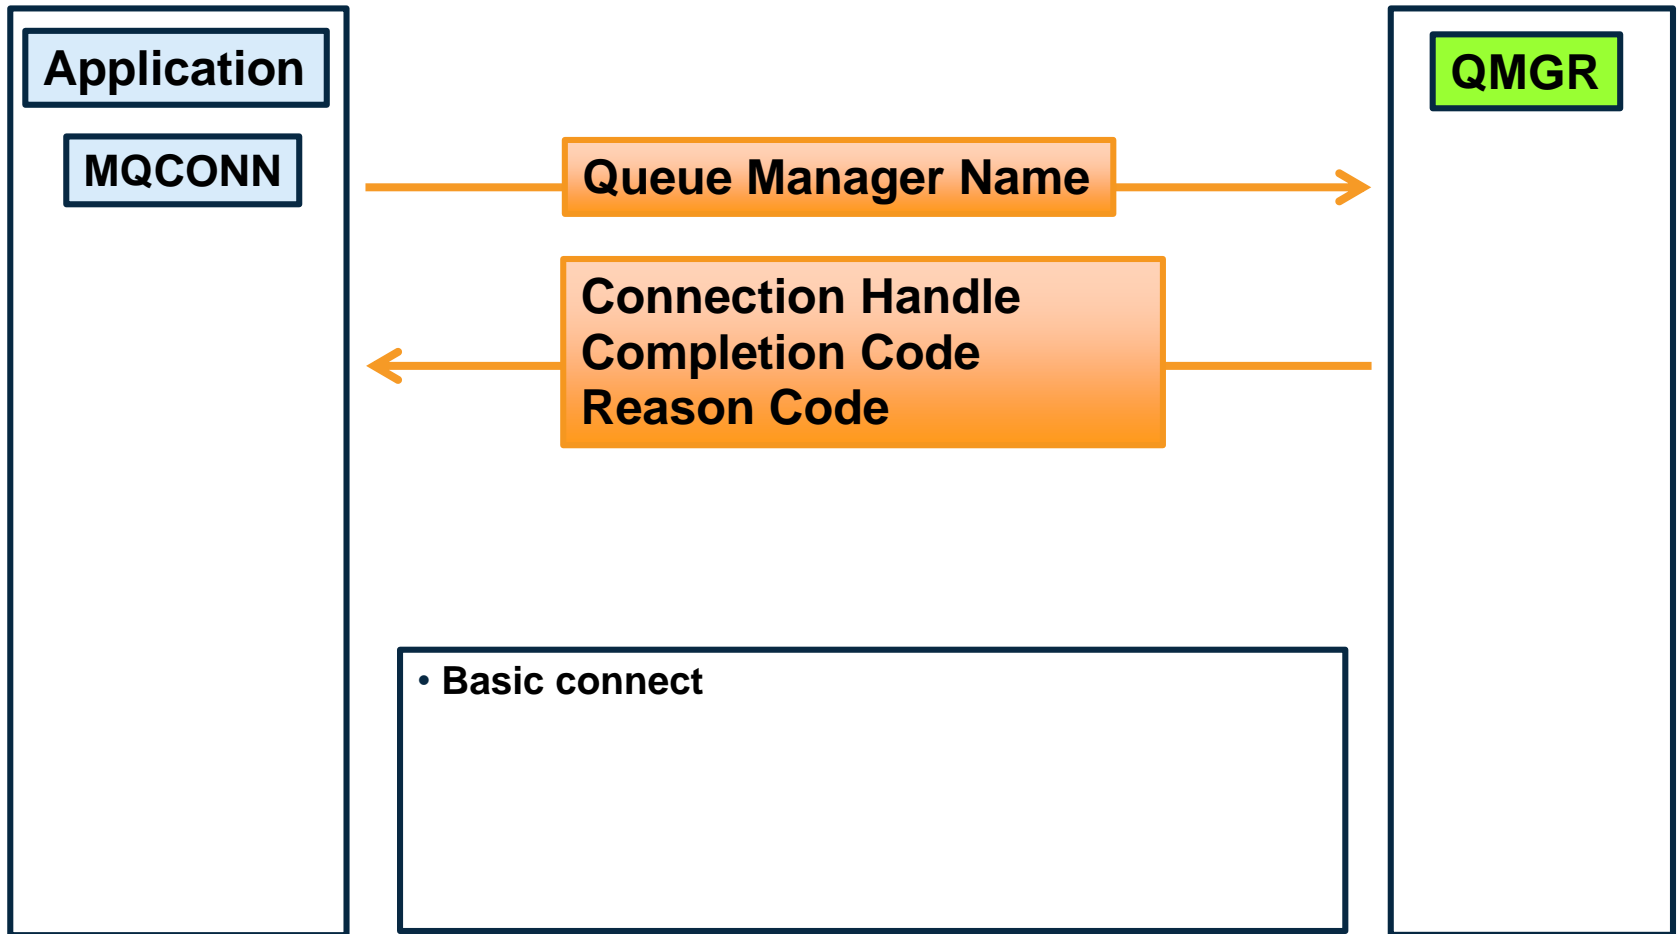 Application
QMGR
MQCONN
Queue Manager Name
Connection Handle
Completion Code
Reason Code
• Basic connect